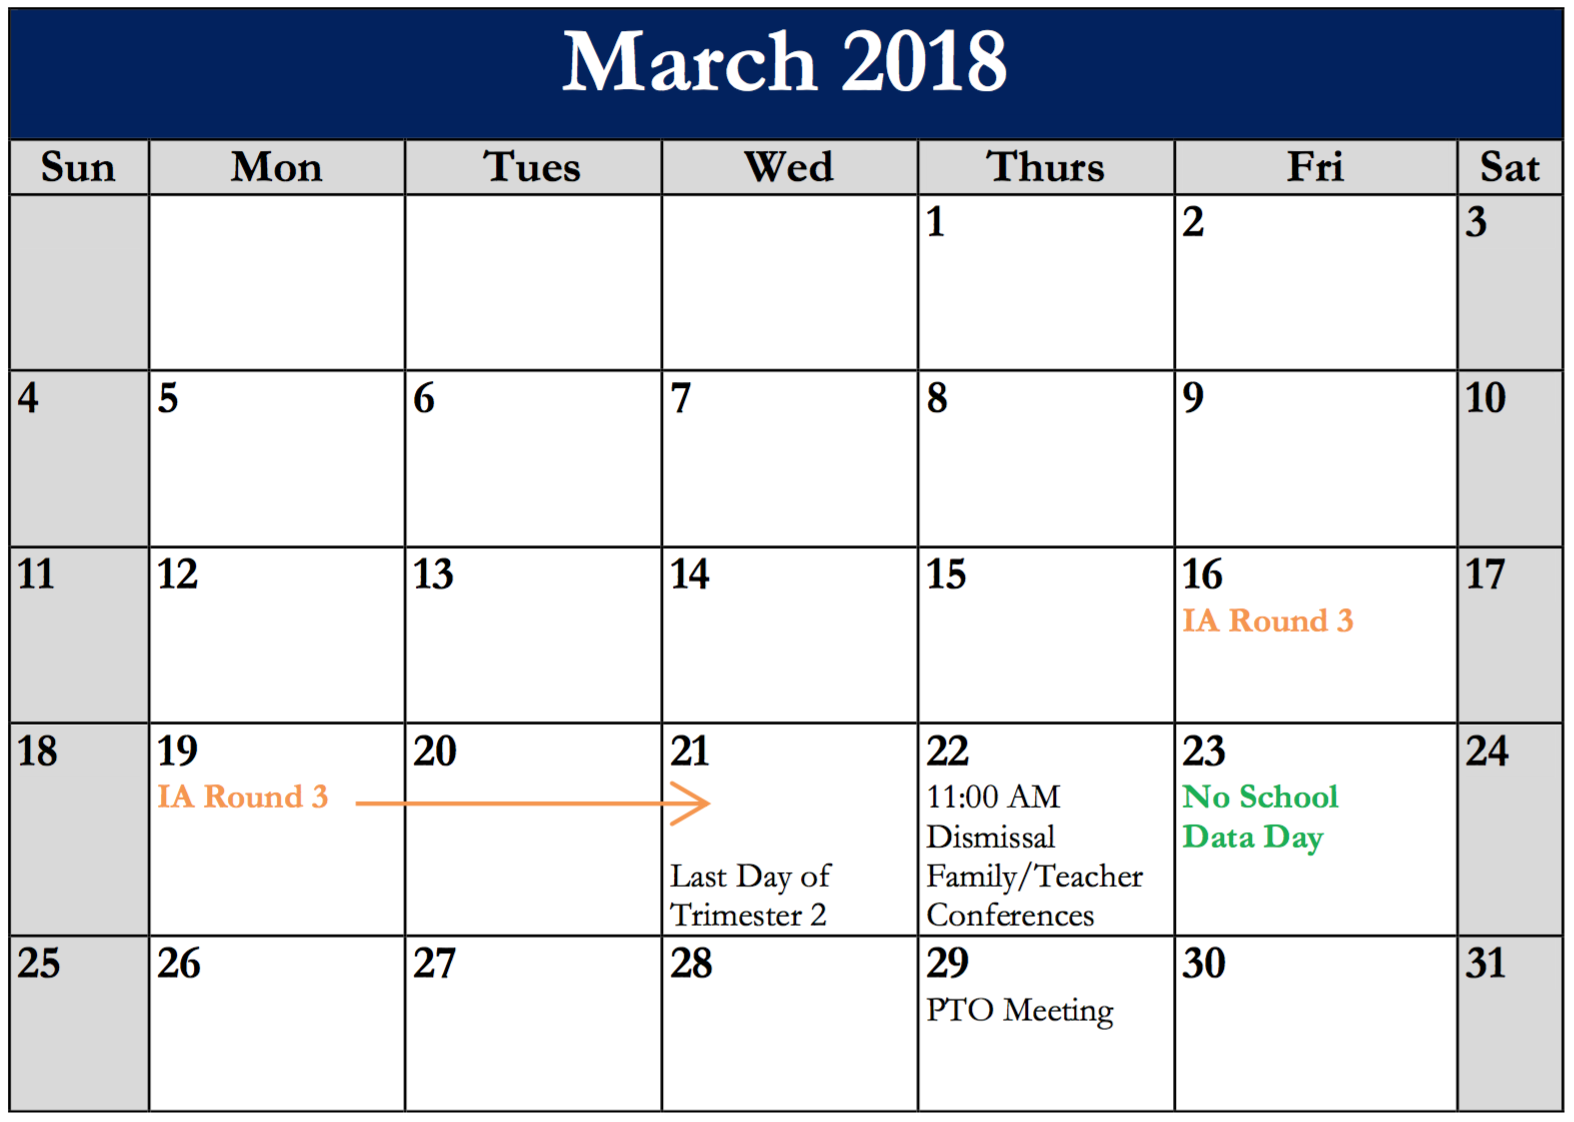 March 2018
Sun Mon Tues Wed Thurs Fri Sat
1 2 3
4 5 6 7 8 9 10
11 12 13 14 15 16 17
IA Round 3
18 19 20 21 22 23 24
IA Round 3 11:00 AM No School
Dismissal Data Day
Last Day of Family/Teacher
Trimester 2 Conferences
25 26 27 28 29 30 31
PTO Meeting